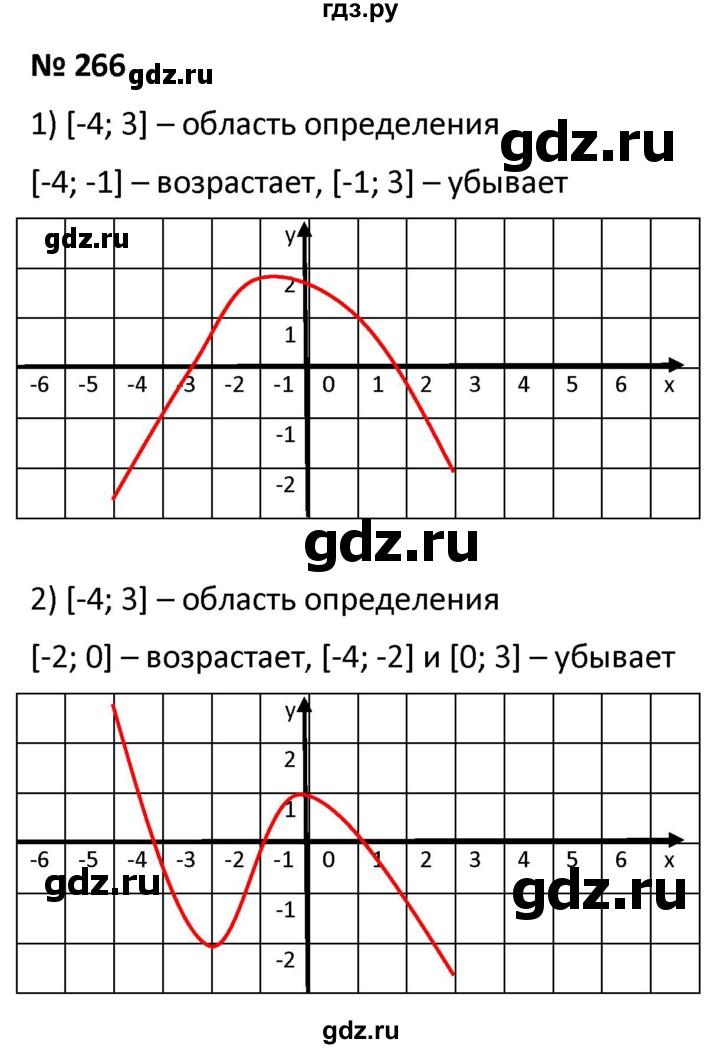 гдз.ру
№ 266
gdz.ru
1) [-4; 3] – область определения
gdz.ru
[-4; -1] – возрастает, [-1; 3] – убывает
gdz.ru
y
2
1
-6 -5 -4 -3 -2 -1 0 1 2 3 4 5 6 x
-1
-2
gdz.ru
2) [-4; 3] – область определения
[-2; 0] – возрастает, [-4; -2] и [0; 3] – убывает
y
2
1
-6 -5 -4 -3 -2 -1 0 1 2 3 4 5 6 x
gdz.ru gdz.ru
-1
-2
gdz.ru